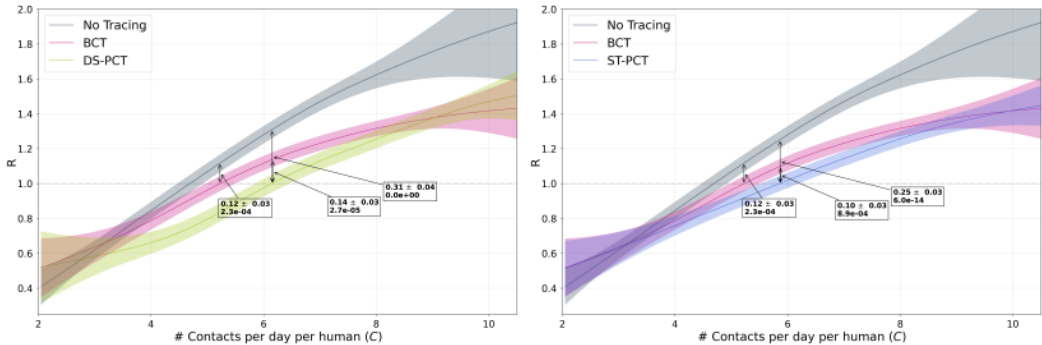 No Tracing
BCT
DS-PCT
2.0
1.8
1.6
1.4
1.2
1.0
0.8
0.6
0.4
R
0.31 ± 0.04
0.0e+00
0.14 ± 0.03
2.7e-05
0.12 ± 0.03
2.3e-04
2 4 6 8 10
# Contacts per day per human (C)
No Tracing
BCT
ST-PCT
2.0
1.8
1.6
1.4
1.2
1.0
0.8
0.6
0.4
R
0.25 ± 0.03
6.0e-14
0.12 ± 0.03
2.3e-04
0.10 ± 0.03
8.9e-04
2 4 6 8 10
# Contacts per day per human (C)